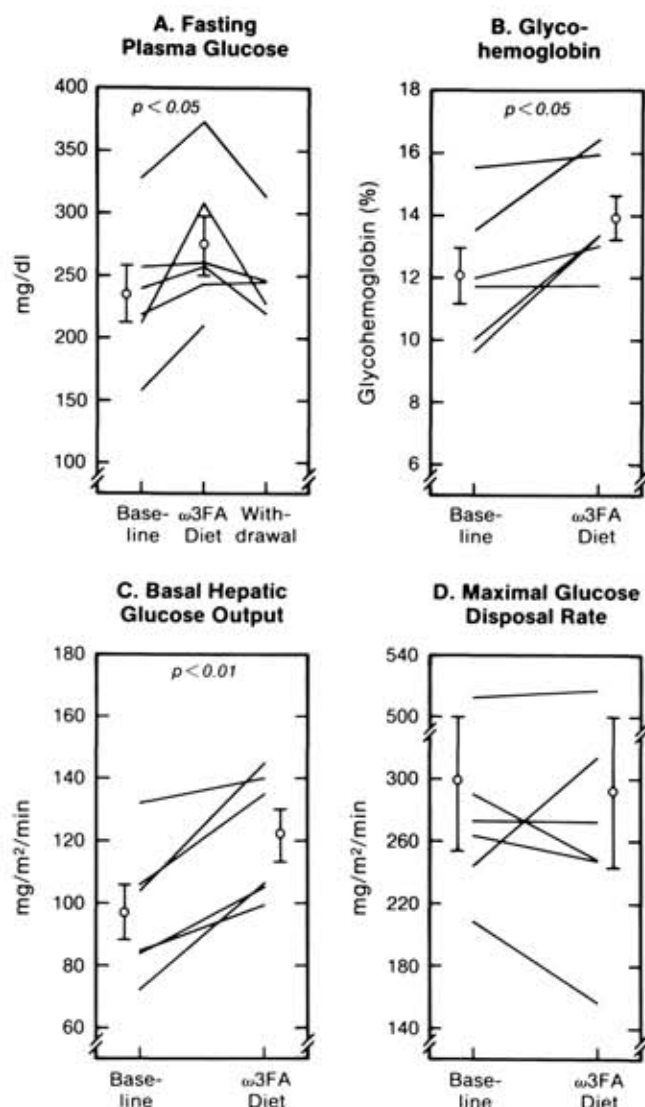 A. Fasting
Plasma Glucose
p < 0.05
400
350
300
250
200
150
100
mg/dl
Base-
line
ω3FA
Diet
With-
drawal
B. Glyco-
hemoglobin
p < 0.05
18
16
14
12
10
8
6
Glycohemoglobin (%)
Base-
line
ω3FA
Diet
C. Basal Hepatic
Glucose Output
p < 0.01
180
160
140
120
100
80
60
mg/m²/min
Base-
line
ω3FA
Diet
D. Maximal Glucose
Disposal Rate
540
500
300
260
220
180
140
mg/m²/min
Base-
line
ω3FA
Diet